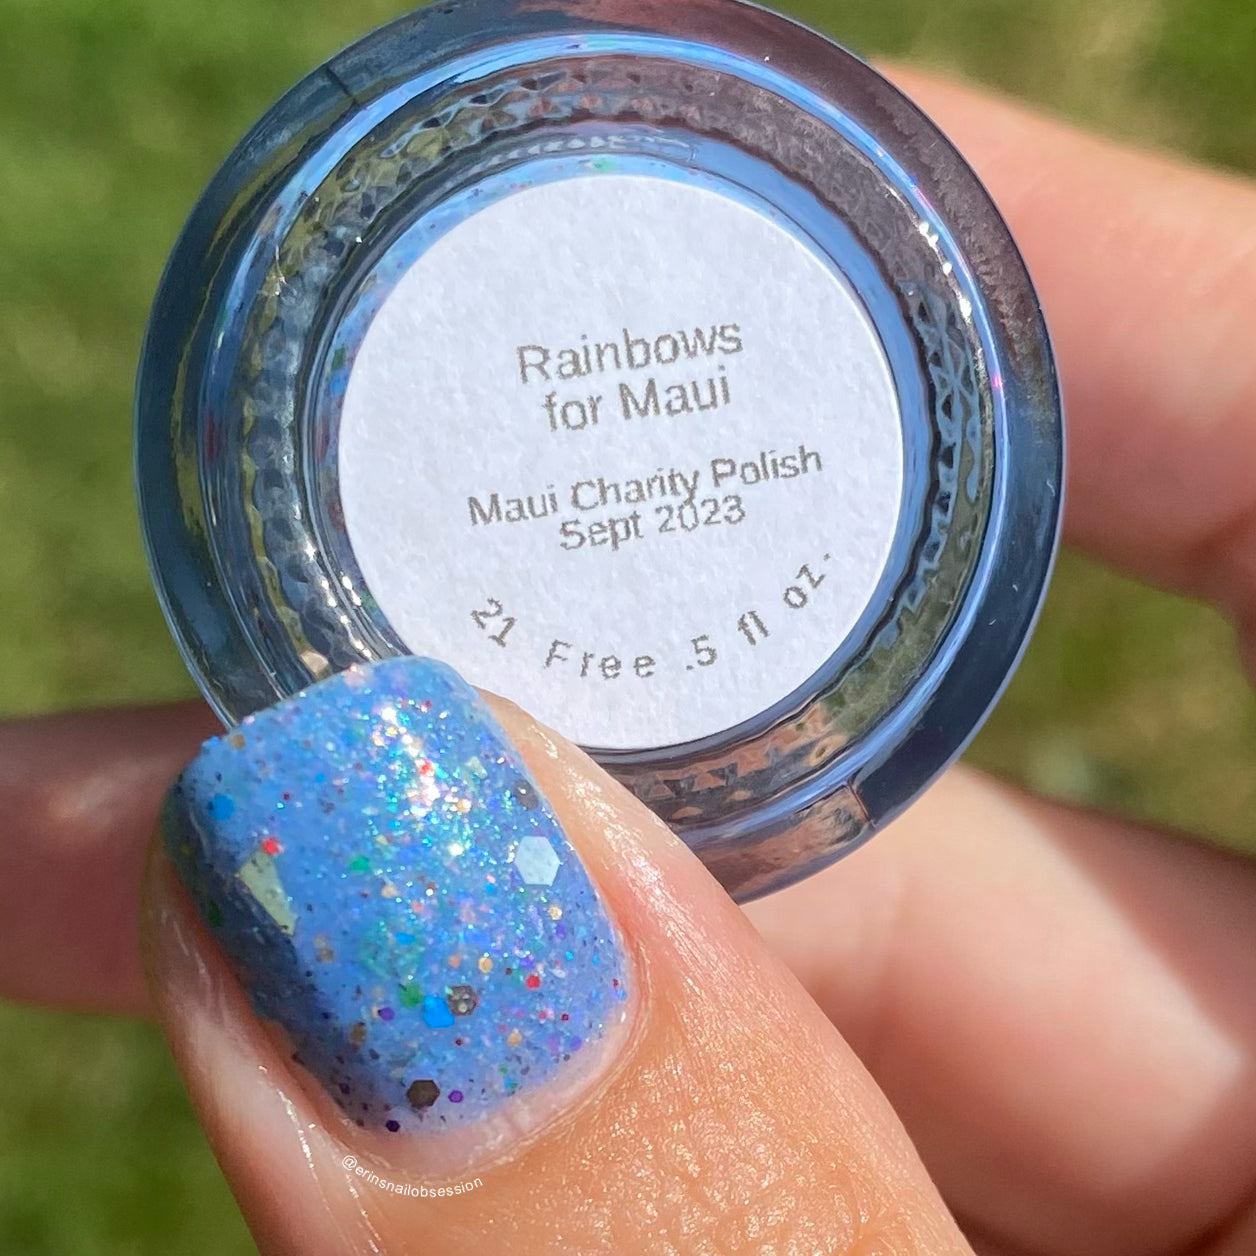 Rainbows
for Maui
Maui Charity Polish
Sept 2023
21 Free .5 fl oz.
@erinsnailobsession